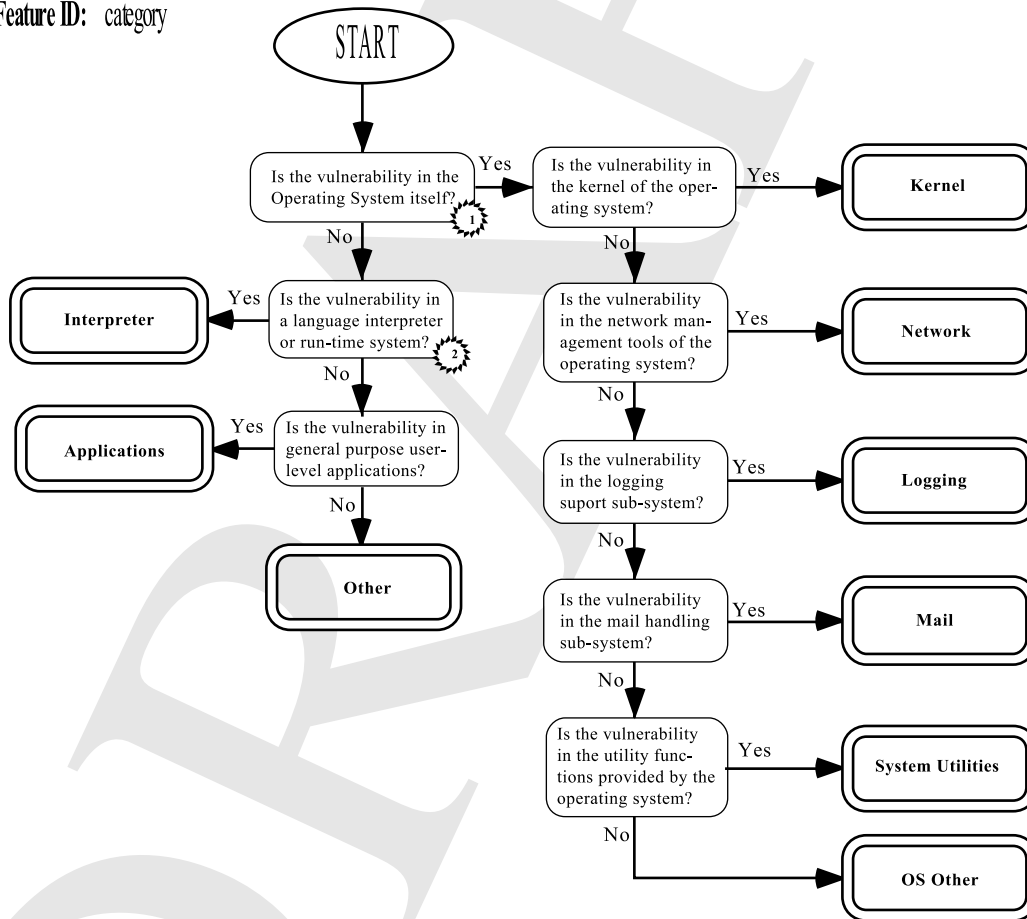 Feature ID: category
START
Is the vulnerability in the
Operating System itself?
1
Yes
No
Is the vulnerability in
the kernel of the oper-
ating system?
Yes
No
Kernel
Interpreter
Yes
Is the vulnerability in
a language interpreter
or run-time system?
2
No
Is the vulnerability
in the network man-
agement tools of the
operating system?
Yes
No
Network
Applications
Yes
Is the vulnerability in
general purpose user-
level applications?
No
Is the vulnerability
in the logging
suport sub-system?
Yes
No
Logging
Other
Is the vulnerability
in the mail handling
sub-system?
Yes
No
Mail
Is the vulnerability
in the utility func-
tions provided by the
operating system?
Yes
No
System Utilities
OS Other